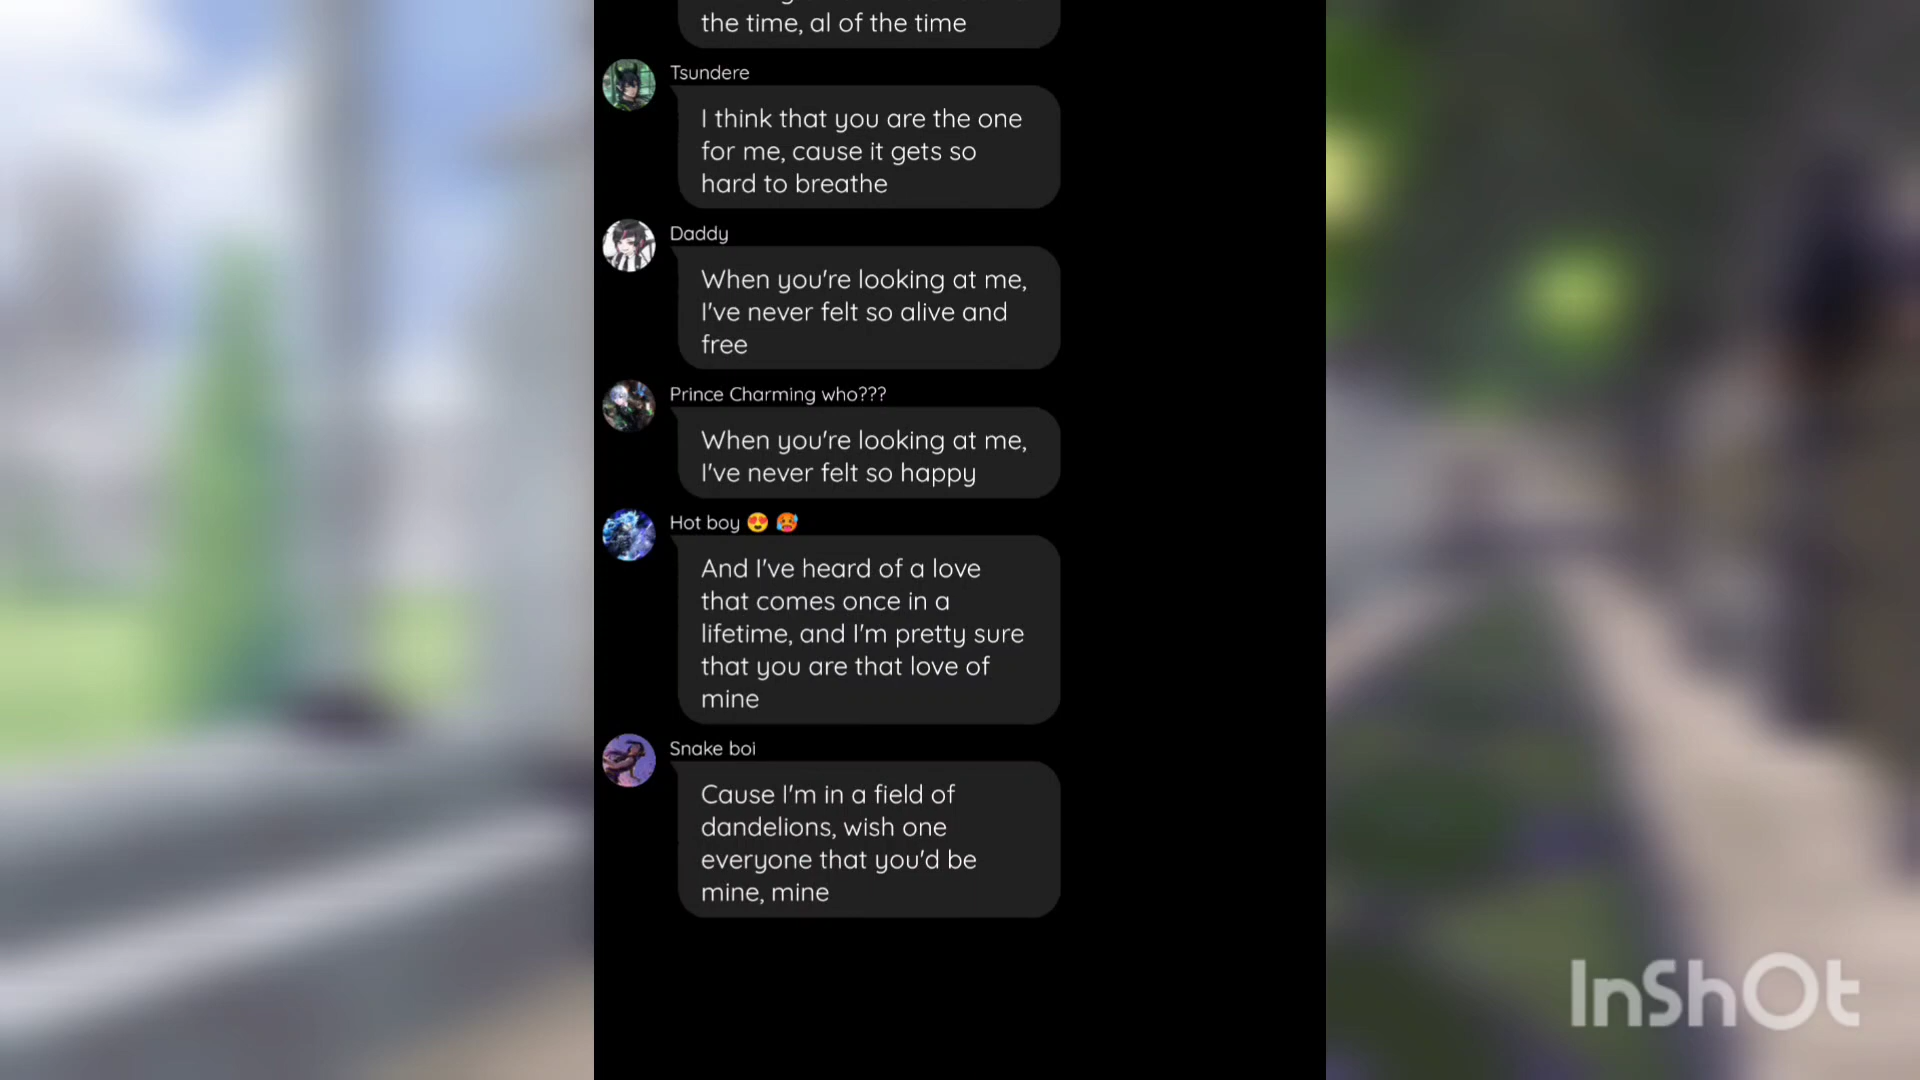 the time, al of the time
Tsundere
I think that you are the one
for me, cause it gets so
hard to breathe
Daddy
When you're looking at me,
I've never felt so alive and
free
Prince Charming who???
When you're looking at me,
I've never felt so happy
Hot boy 😍 🥵
And I've heard of a love
that comes once in a
lifetime, and I'm pretty sure
that you are that love of
mine
Snake boi
Cause I'm in a field of
dandelions, wish one
everyone that you'd be
mine, mine
InShOt